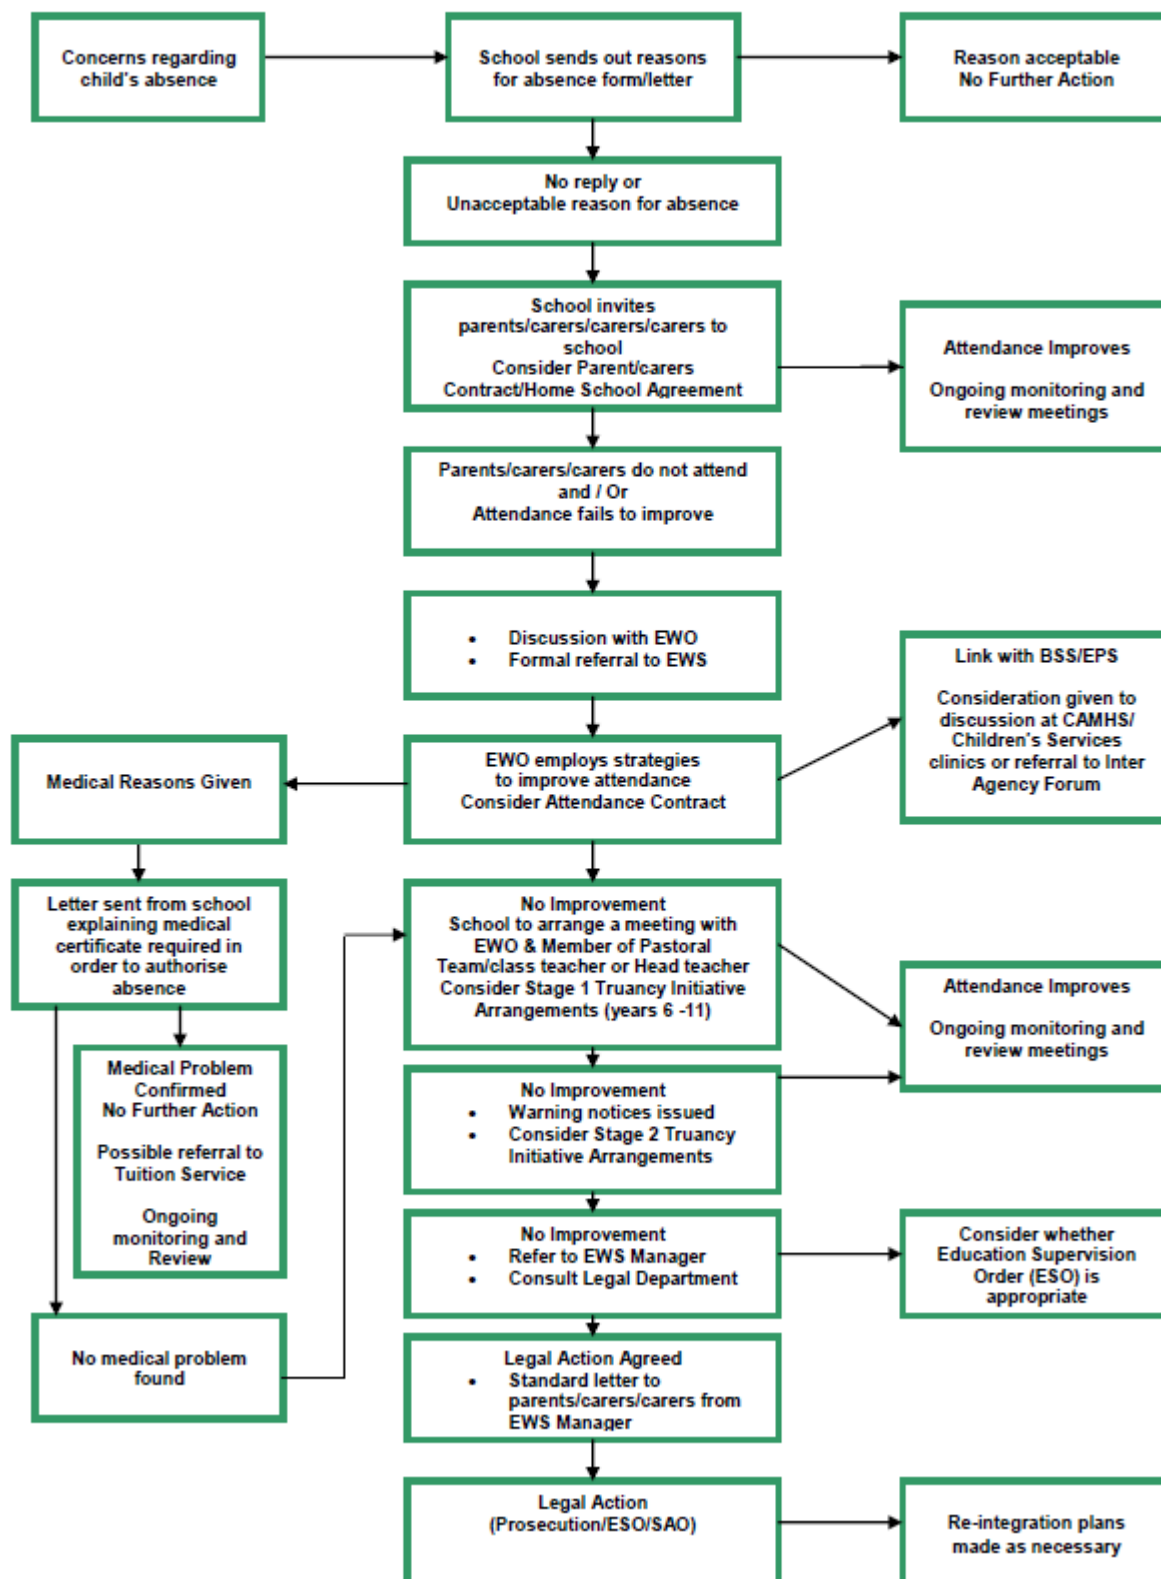 Concerns regarding
child's absence
School sends out reasons
for absence form/letter
Reason acceptable
No Further Action
No reply or
Unacceptable reason for absence
School invites
parents/carers/carers/carers to
school
Consider Parent/carers
Contract/Home School Agreement
Attendance Improves
Ongoing monitoring and
review meetings
Parents/carers/carers do not attend
and / Or
Attendance fails to improve
• Discussion with EWO
• Formal referral to EWS
Link with BSS/EPS
Consideration given to
discussion at CAMHS/
Children's Services
clinics or referral to Inter
Agency Forum
Medical Reasons Given
EWO employs strategies
to improve attendance
Consider Attendance Contract
Letter sent from school
explaining medical
certificate required in
order to authorise
absence
No Improvement
School to arrange a meeting with
EWO & Member of Pastoral
Team/class teacher or Head teacher
Consider Stage 1 Truancy Initiative
Arrangements (years 6 -11)
Attendance Improves
Ongoing monitoring and
review meetings
Medical Problem
Confirmed
No Further Action
Possible referral to
Tuition Service
Ongoing
monitoring and
Review
No Improvement
• Warning notices issued
• Consider Stage 2 Truancy
Initiative Arrangements
No Improvement
• Refer to EWS Manager
• Consult Legal Department
Consider whether
Education Supervision
Order (ESO) is
appropriate
No medical problem
found
Legal Action Agreed
• Standard letter to
parents/carers/carers from
EWS Manager
Legal Action
(Prosecution/ESO/SAO)
Re-integration plans
made as necessary